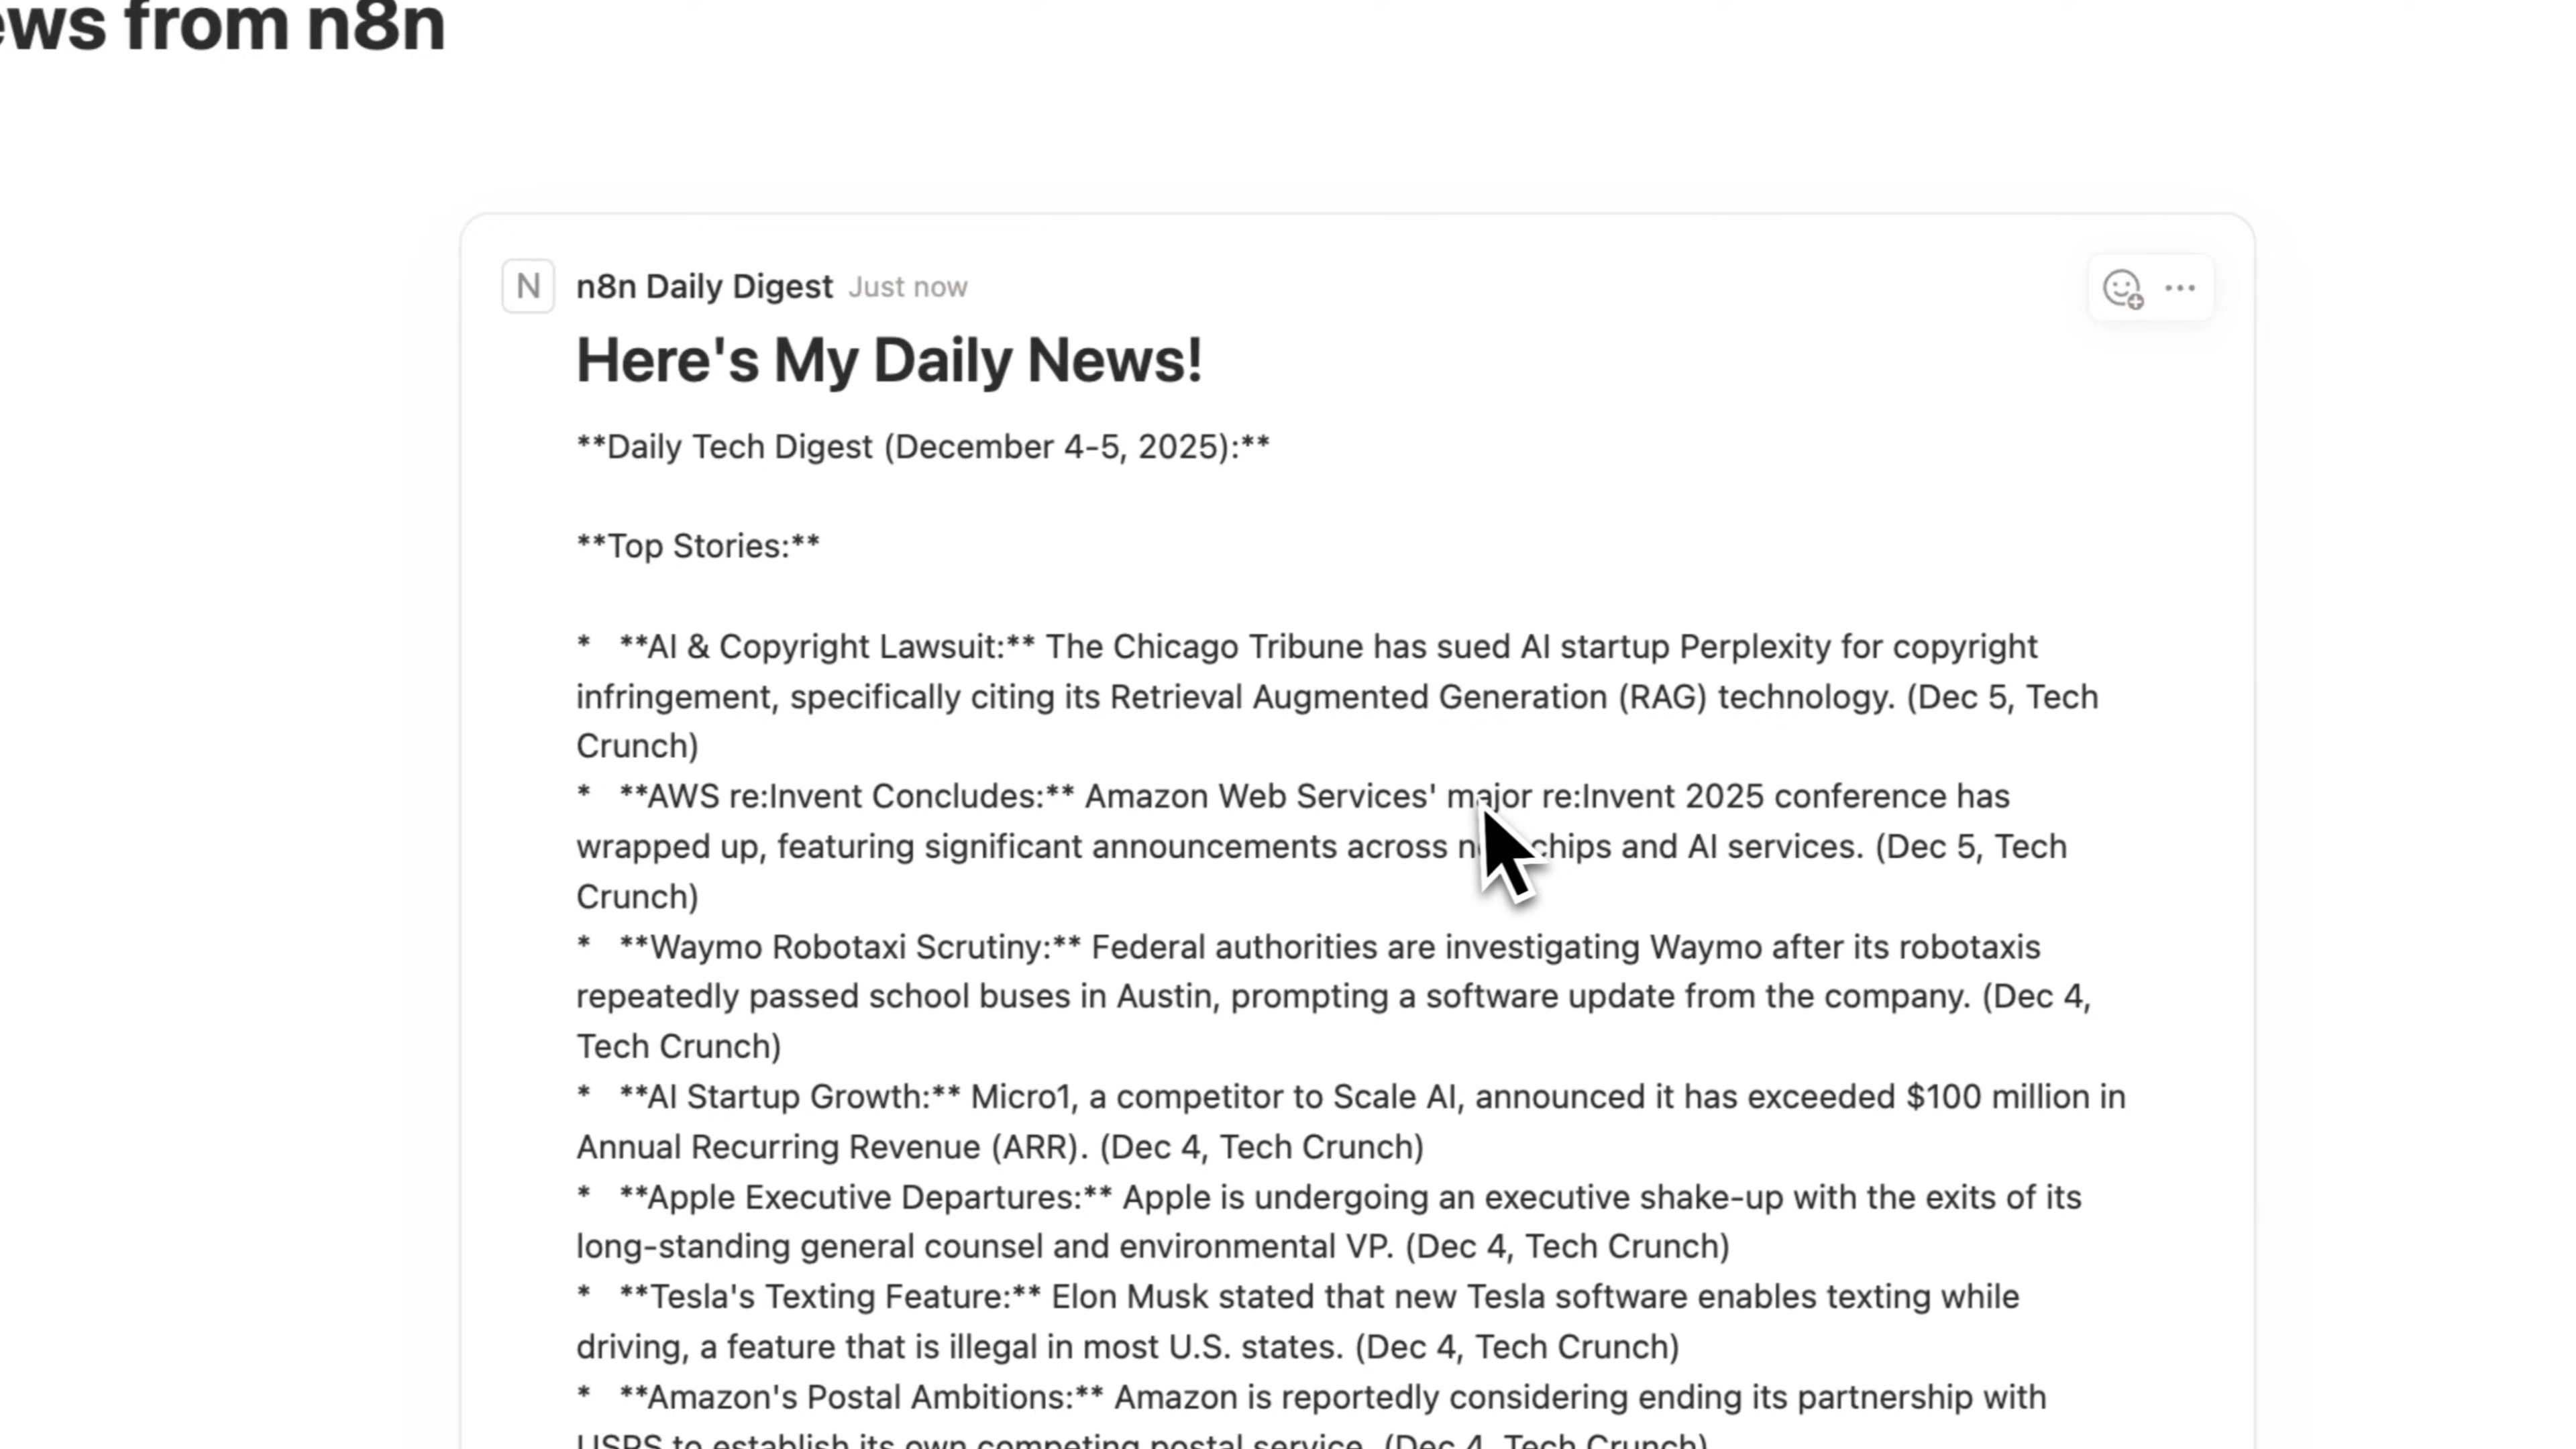 ews from n8n
N n8n Daily Digest Just now
Here's My Daily News!
**Daily Tech Digest (December 4-5, 2025):**
**Top Stories:**
* **AI & Copyright Lawsuit:** The Chicago Tribune has sued AI startup Perplexity for copyright
infringement, specifically citing its Retrieval Augmented Generation (RAG) technology. (Dec 5, Tech
Crunch)
* **AWS re:Invent Concludes:** Amazon Web Services' major re:Invent 2025 conference has
wrapped up, featuring significant announcements across chips and AI services. (Dec 5, Tech
Crunch)
* **Waymo Robotaxi Scrutiny:** Federal authorities are investigating Waymo after its robotaxis
repeatedly passed school buses in Austin, prompting a software update from the company. (Dec 4,
Tech Crunch)
* **AI Startup Growth:** Micro1, a competitor to Scale AI, announced it has exceeded $100 million in
Annual Recurring Revenue (ARR). (Dec 4, Tech Crunch)
* **Apple Executive Departures:** Apple is undergoing an executive shake-up with the exits of its
long-standing general counsel and environmental VP. (Dec 4, Tech Crunch)
* **Tesla's Texting Feature:** Elon Musk stated that new Tesla software enables texting while
driving, a feature that is illegal in most U.S. states. (Dec 4, Tech Crunch)
* **Amazon's Postal Ambitions:** Amazon is reportedly considering ending its partnership with
USPS to establish its own competing postal service. (Dec 4, Tech Crunch)